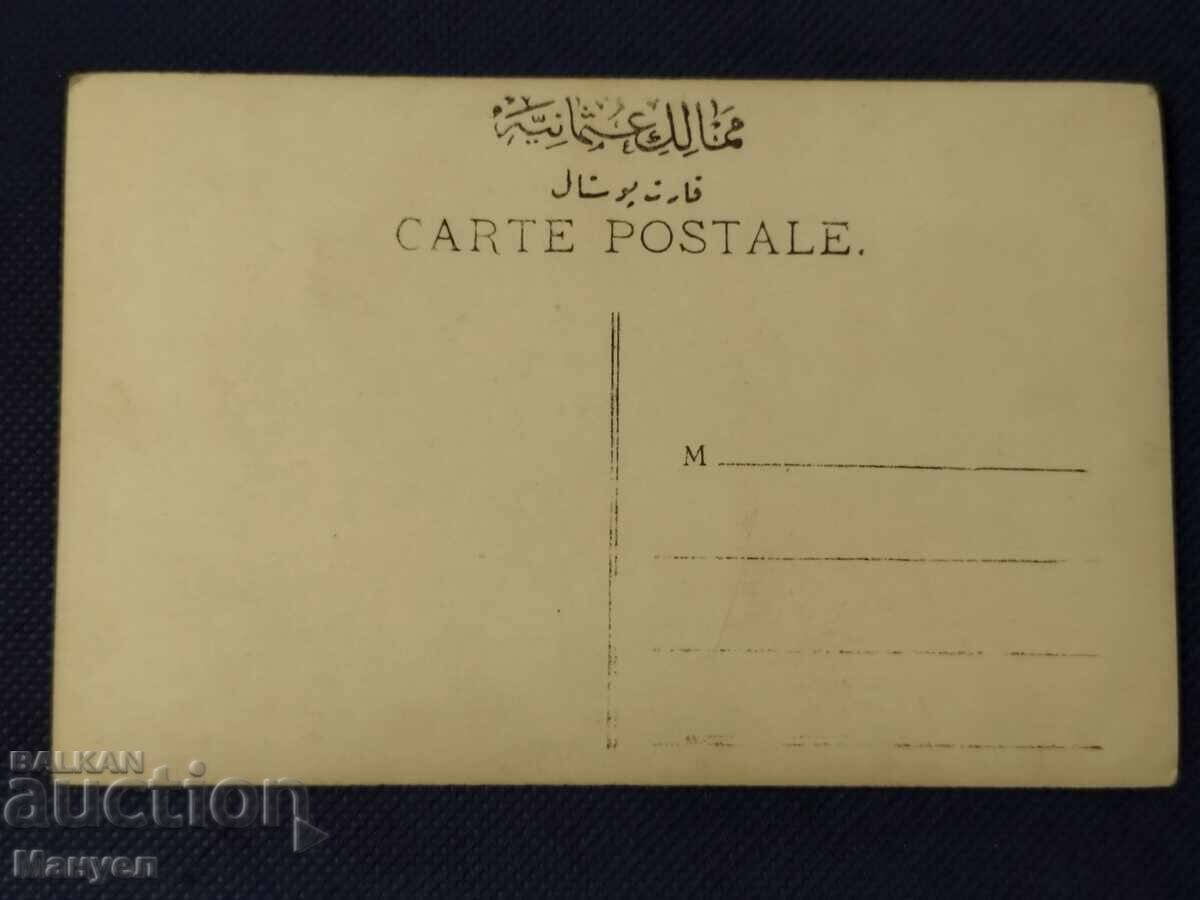 ممالك عثمانيه
قارت پوستال
CARTE POSTALE.
M
BALKAN
auction
Мануел